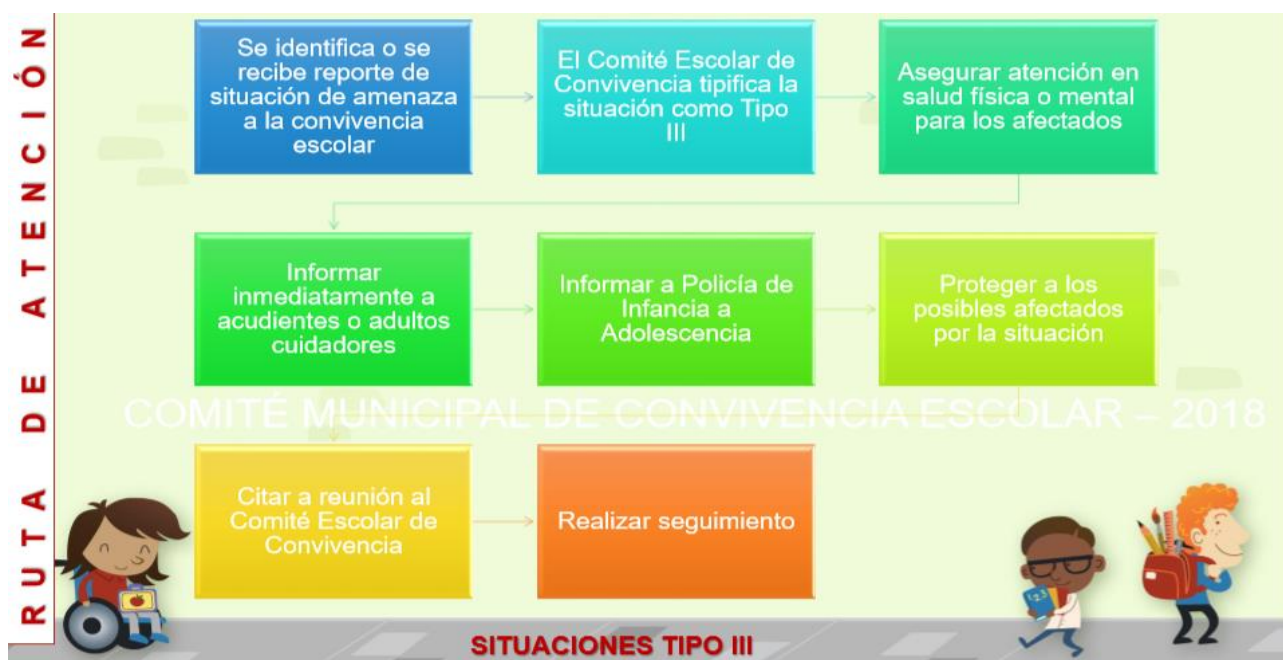 RUTA DE ATENCIÓN
Se identifica o se
recibe reporte de
situación de amenaza
a la convivencia
escolar
El Comité Escolar de
Convivencia tipifica la
situación como Tipo
III
Asegurar atención en
salud física o mental
para los afectados
Informar
inmediatamente a
acudientes o adultos
cuidadores
Informar a Policía de
Infancia a
Adolescencia
Proteger a los
posibles afectados
por la situación
COMITÉ MUNICIPAL DE CONVIVENCIA ESCOLAR – 2018
Citar a reunión al
Comité Escolar de
Convivencia
Realizar seguimiento
123
SITUACIONES TIPO III